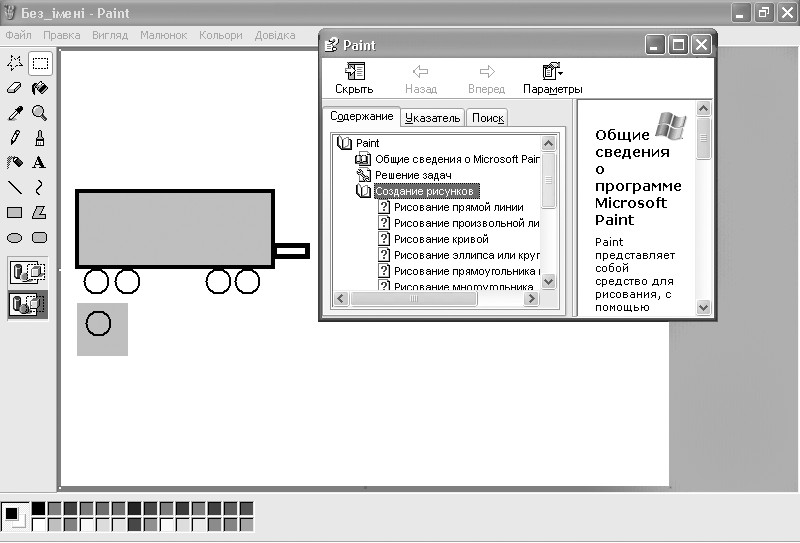 Без_імені - Paint
Файл Правка Вигляд Малюнок Кольори Довідка
Paint
Скрыть Назад Вперед Параметры
Содержание Указатель Поиск
Paint
Общие сведения о Microsoft Pair
Решение задач
Создание рисунков
Рисование прямой линии
Рисование произвольной ли
Рисование кривой
Рисование эллипса или круг
Рисование прямоугольника
Рисование многоугольника
Общие
сведения
о
программе
Microsoft
Paint
Paint
представляет
собой
средство для
рисования, с
помощью
A